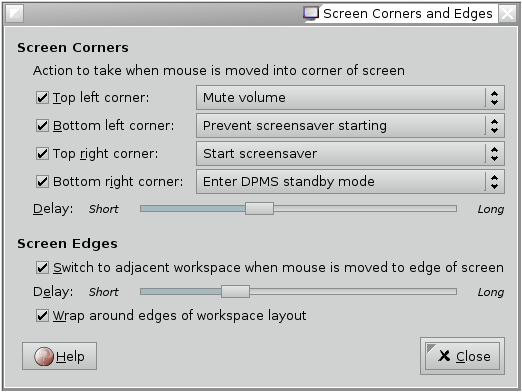 Screen Corners and Edges
Screen Corners
Action to take when mouse is moved into corner of screen
Top left corner: Mute volume
Bottom left corner: Prevent screensaver starting
Top right corner: Start screensaver
Bottom right corner: Enter DPMS standby mode
Delay: Short Long
Screen Edges
Switch to adjacent workspace when mouse is moved to edge of screen
Delay: Short Long
Wrap around edges of workspace layout
Help Close